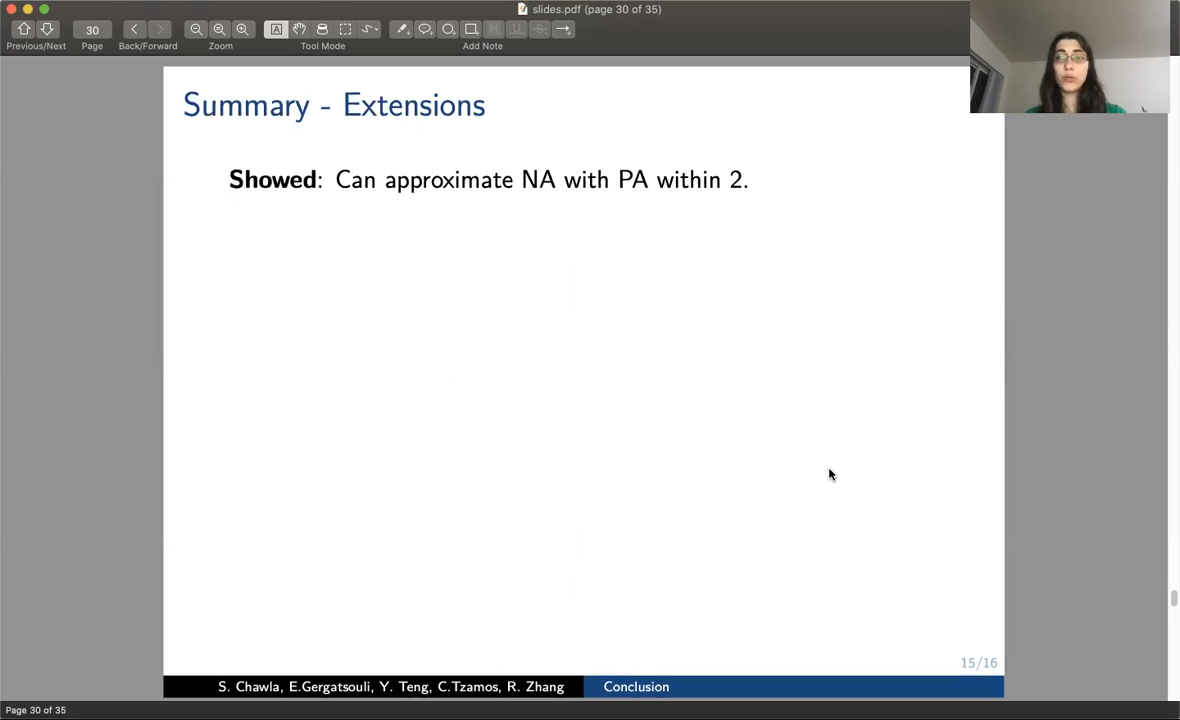 slides.pdf (page 30 of 35)
30
Previous/Next
Page
Back/Forward
Zoom
Tool Mode
Add Note
Summary - Extensions
Showed: Can approximate NA with PA within 2.
15/16
S. Chawla, E.Gergatsouli, Y. Teng, C.Tzamos, R. Zhang
Conclusion
Page 30 of 35